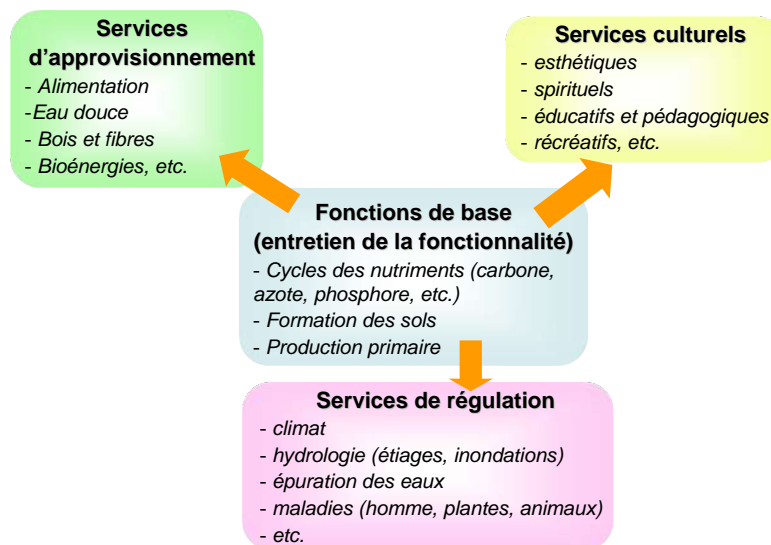 Services
d’approvisionnement
- Alimentation
-Eau douce
- Bois et fibres
- Bioénergies, etc.
Services culturels
- esthétiques
- spirituels
- éducatifs et pédagogiques
- récréatifs, etc.
Fonctions de base
(entretien de la fonctionnalité)
- Cycles des nutriments (carbone,
azote, phosphore, etc.)
- Formation des sols
- Production primaire
Services de régulation
- climat
- hydrologie (étiages, inondations)
- épuration des eaux
- maladies (homme, plantes, animaux)
- etc.